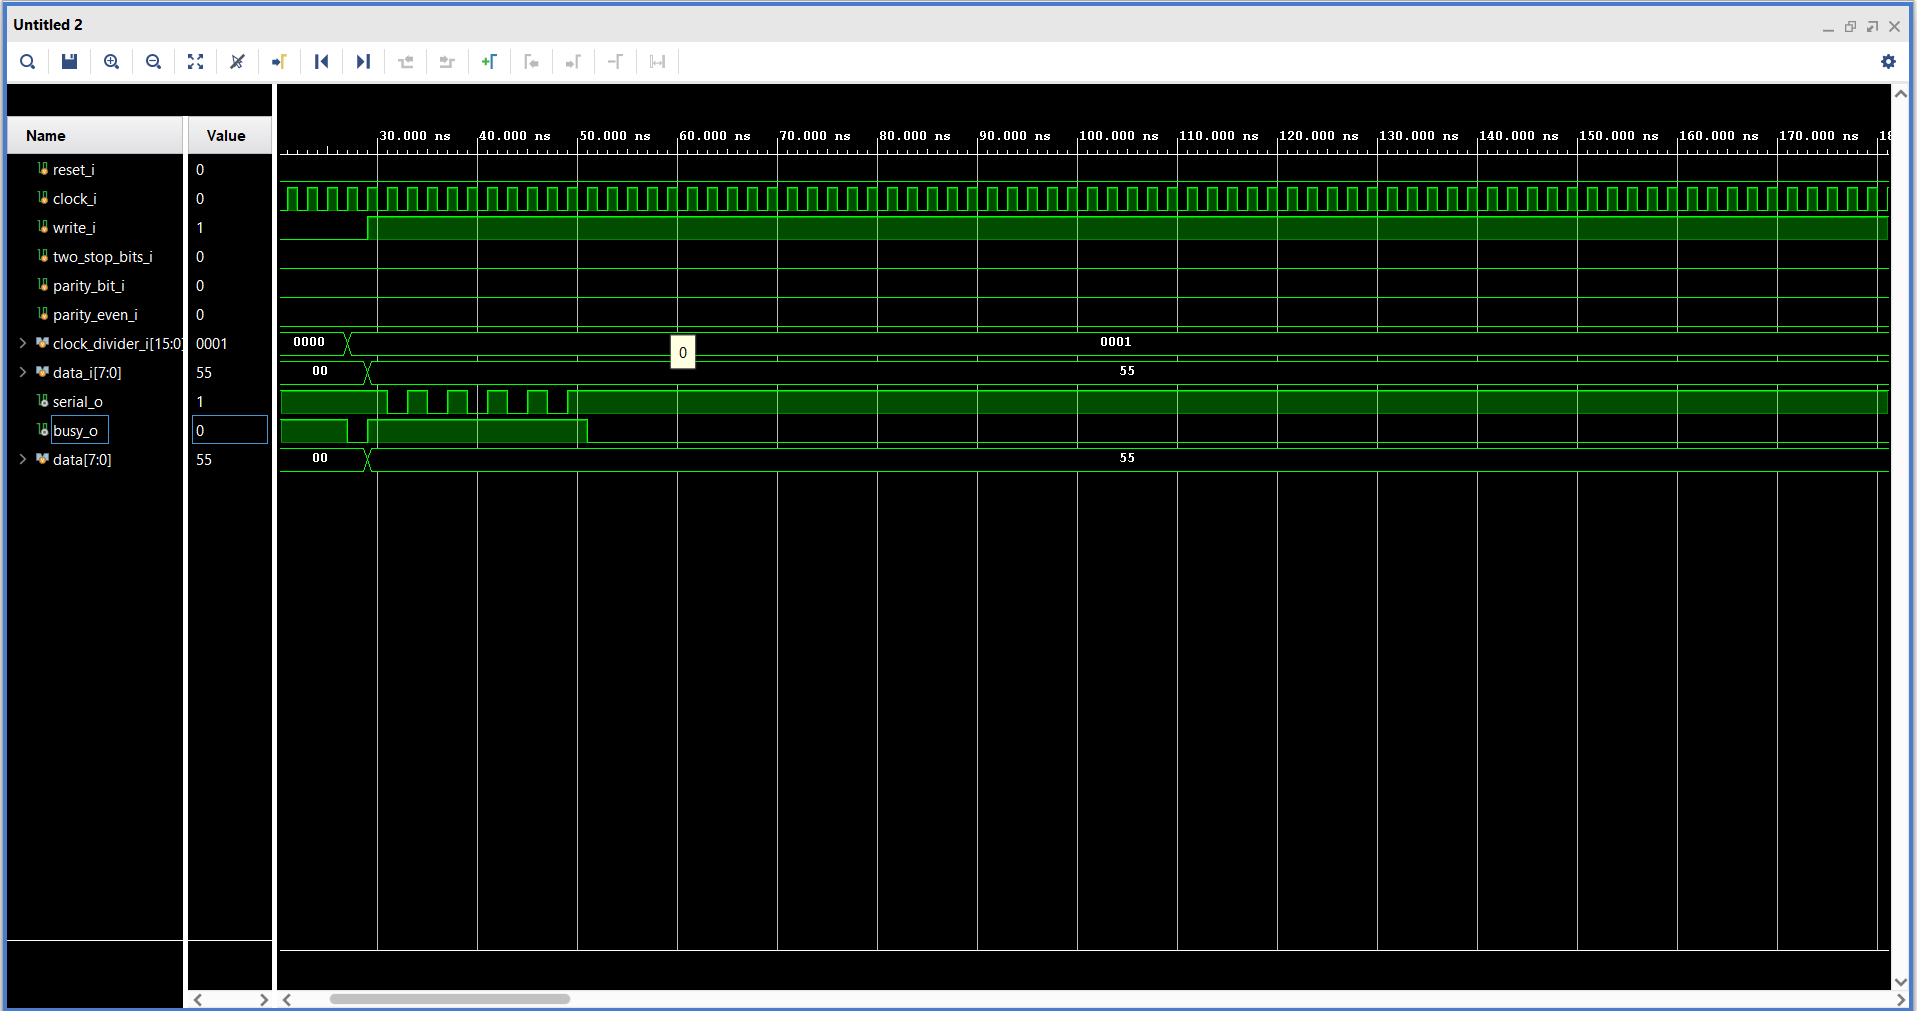 Untitled 2
Name Value
30.000 ns 40.000 ns 50.000 ns 60.000 ns 70.000 ns 80.000 ns 90.000 ns 100.000 ns 110.000 ns 120.000 ns 130.000 ns 140.000 ns 150.000 ns 160.000 ns 170.000 ns 18
reset_i 0
clock_i 0
write_i 1
two_stop_bits_i 0
parity_bit_i 0
parity_even_i 0
clock_divider_i[15:0] 0001 0000 0001
0
data_i[7:0] 55 00 55
serial_o 1
busy_o 0
data[7:0] 55 00 55